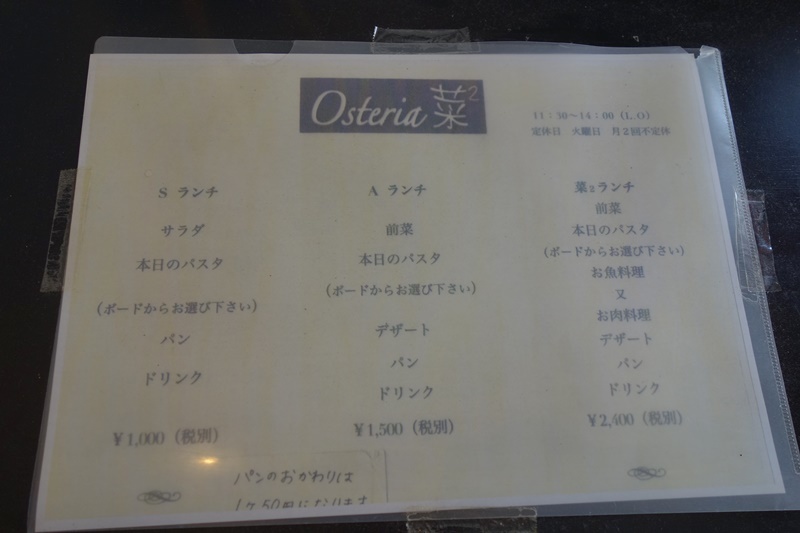 Osteria 菜2
11：30～14：00（L.O）
定休日　火曜日　月２回不定休
S ランチ
サラダ
本日のパスタ
(ボードからお選び下さい)
パン
ドリンク
￥1,000（税別）
A ランチ
前菜
本日のパスタ
(ボードからお選び下さい)
デザート
パン
ドリンク
￥1,500（税別）
菜2ランチ
前菜
本日のパスタ
(ボードからお選び下さい)
お魚料理
又
お肉料理
デザート
パン
ドリンク
￥2,400（税別）
パンのおかわりは
1ケ50円になります